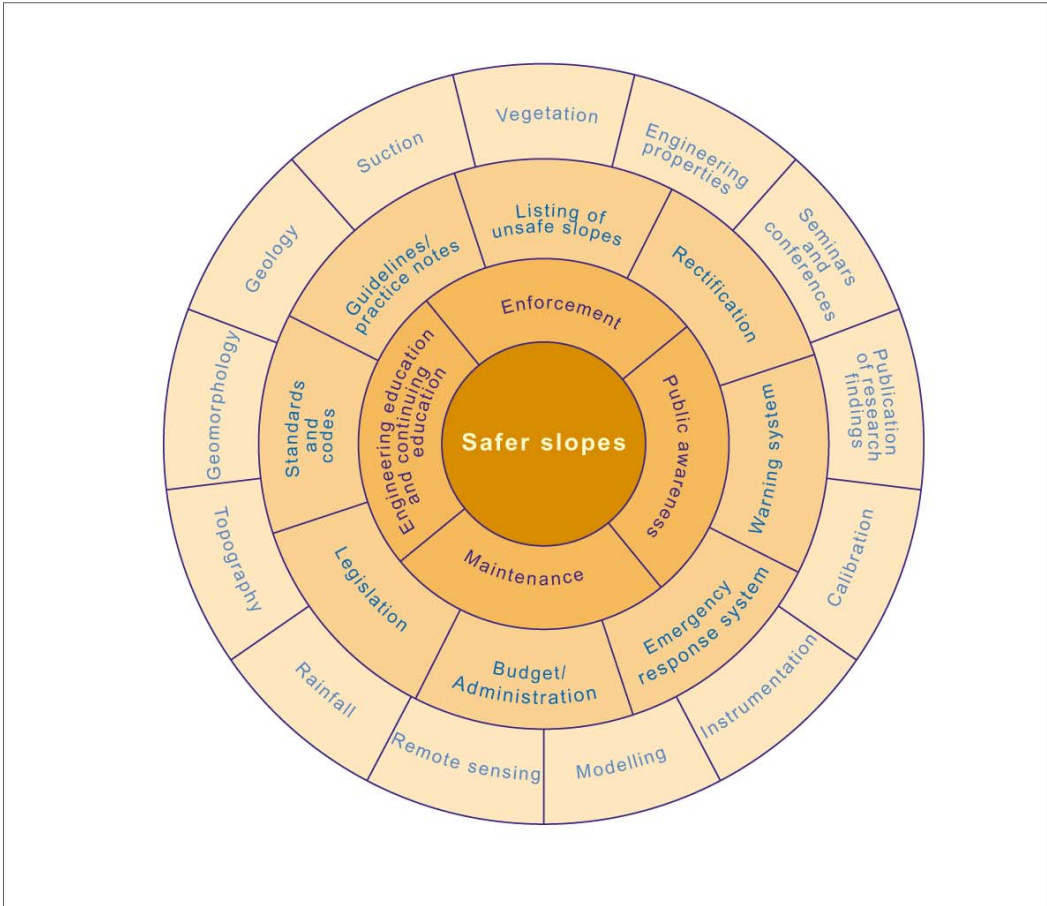 Safer slopes
Enforcement
Public awareness
Maintenance
Engineering education
and continuing
education
Listing of
unsafe slopes
Rectification
Warning system
Emergency
response system
Budget/
Administration
Legislation
Standards
and
codes
Guidelines/
practice notes
Vegetation
Engineering
properties
Seminars
and
conferences
Publication
of research
findings
Calibration
Instrumentation
Modelling
Remote sensing
Rainfall
Topography
Geomorphology
Geology
Suction